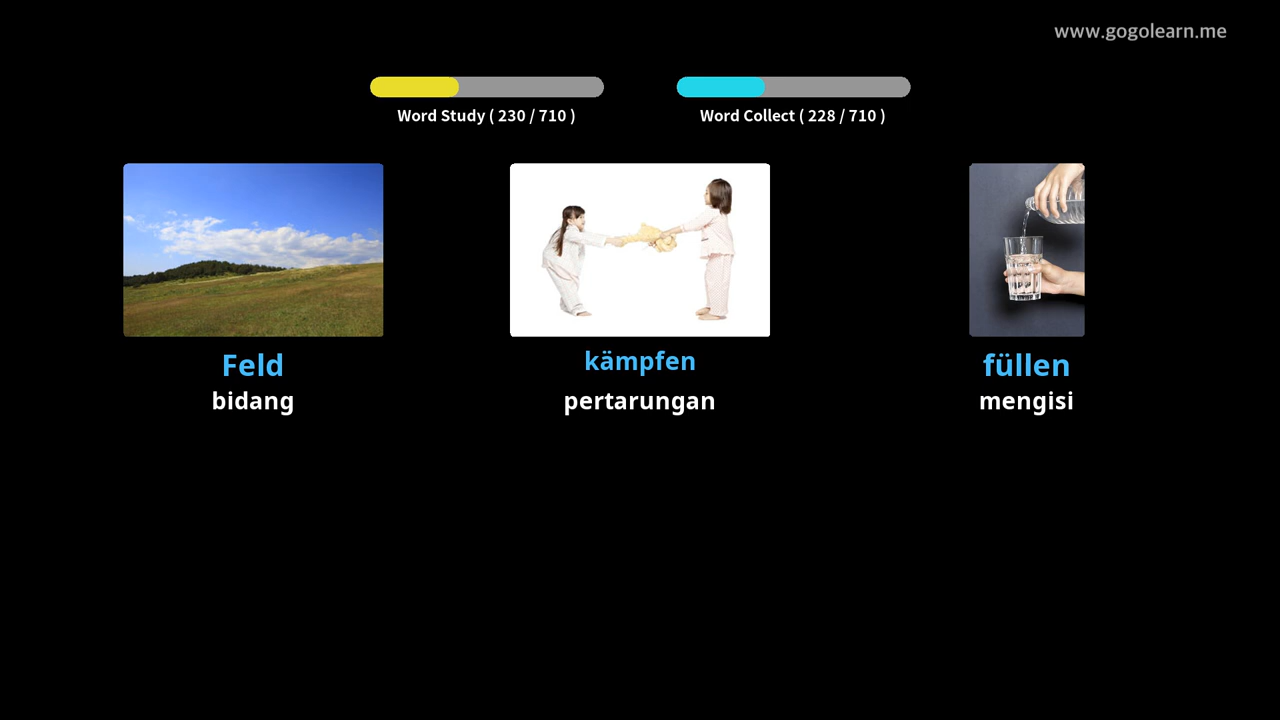 www.gogolearn.me
Word Study ( 230 / 710 )
Word Collect ( 228 / 710 )
Feld
bidang
kämpfen
pertarungan
füllen
mengisi